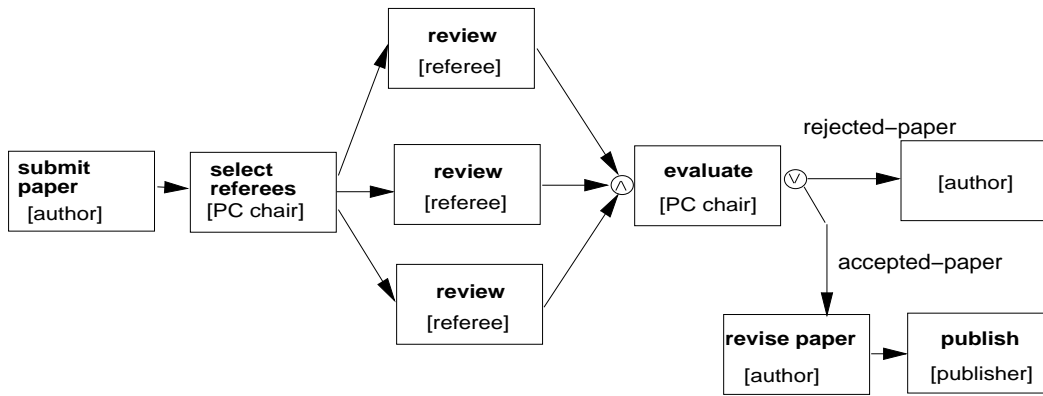 submit
paper
[author]
select
referees
[PC chair]
review
[referee]
review
[referee]
review
[referee]
evaluate
[PC chair]
rejected−paper
[author]
accepted−paper
revise paper
[author]
publish
[publisher]